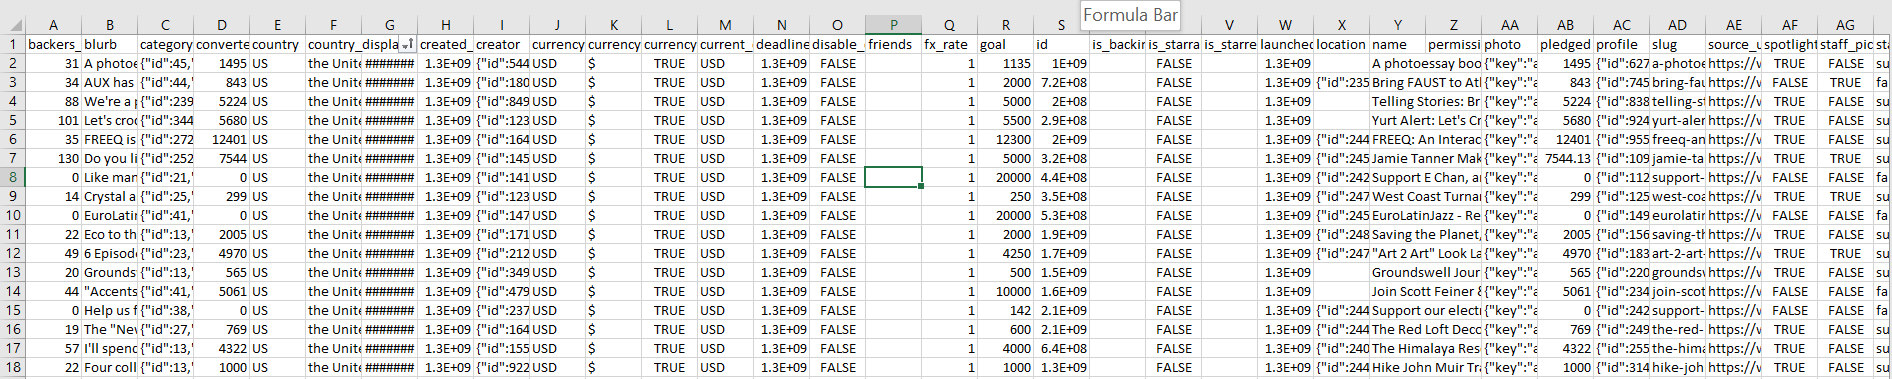 A B C D E F G H I J K L M N O P Q R S Formula Bar V W X Y Z AA AB AC AD AE AF AG
1 backers_ blurb category converte country country_displa created_ creator currency currency currency current_ deadline disable_ friends fx_rate goal id is_backin is_starra is_starre launched location name permissi photo pledged profile slug source_u spotlight staff_pic sta
2 31 A photoe {"id":45," 1495 US the Unite ####### 1.3E+09 {"id":544 USD $ TRUE USD 1.3E+09 FALSE 1 1135 1E+09 FALSE 1.3E+09 A photoessay boo {"key":"a 1495 {"id":627 a-photoe https://w TRUE FALSE su
3 34 AUX has {"id":44," 843 US the Unite ####### 1.3E+09 {"id":180 USD $ TRUE USD 1.3E+09 FALSE 1 2000 7.2E+08 FALSE 1.3E+09 {"id":235 Bring FAUST to Atl {"key":"a 843 {"id":745 bring-fau https://w FALSE TRUE fa
4 88 We're a p {"id":239 5224 US the Unite ####### 1.3E+09 {"id":849 USD $ TRUE USD 1.3E+09 FALSE 1 5000 2E+09 FALSE 1.3E+09 Telling Stories: Br {"key":"a 5224 {"id":838 telling-st https://w TRUE FALSE su
5 101 Let's croc {"id":344 5680 US the Unite ####### 1.3E+09 {"id":123 USD $ TRUE USD 1.3E+09 FALSE 1 5500 2.9E+08 FALSE 1.3E+09 Yurt Alert: Let's Cr {"key":"a 5680 {"id":924 yurt-aler https://w TRUE FALSE su
6 35 FREEQ is {"id":272 12401 US the Unite ####### 1.3E+09 {"id":164 USD $ TRUE USD 1.3E+09 FALSE 1 12300 2E+09 FALSE 1.3E+09 {"id":244 FREEQ: An Interac {"key":"a 12401 {"id":955 freeq-an https://w TRUE FALSE su
7 130 Do you li {"id":252 7544 US the Unite ####### 1.3E+09 {"id":145 USD $ TRUE USD 1.3E+09 FALSE 1 5000 3.2E+08 FALSE 1.3E+09 {"id":245 Jamie Tanner Mak {"key":"a 7544.13 {"id":109 jamie-ta https://w TRUE TRUE su
8 0 Like man {"id":21," 0 US the Unite ####### 1.3E+09 {"id":141 USD $ TRUE USD 1.3E+09 FALSE 1 20000 4.4E+08 FALSE 1.3E+09 {"id":242 Support E Chan, a {"key":"a 0 {"id":112 support- https://w FALSE FALSE fa
9 14 Crystal a {"id":25," 299 US the Unite ####### 1.3E+09 {"id":123 USD $ TRUE USD 1.3E+09 FALSE 1 250 3.5E+08 FALSE 1.3E+09 {"id":247 West Coast Turna {"key":"a 299 {"id":125 west-coa https://w TRUE TRUE su
10 0 EuroLatin {"id":41," 0 US the Unite ####### 1.3E+09 {"id":147 USD $ TRUE USD 1.3E+09 FALSE 1 20000 5.3E+08 FALSE 1.3E+09 {"id":245 EuroLatinJazz - Re {"key":"a 0 {"id":149 eurolatir https://w FALSE FALSE fa
11 22 Eco to th {"id":13," 2005 US the Unite ####### 1.3E+09 {"id":171 USD $ TRUE USD 1.3E+09 FALSE 1 2000 1.9E+09 FALSE 1.3E+09 {"id":248 Saving the Planet, {"key":"a 2005 {"id":156 saving-th https://w TRUE FALSE su
12 49 6 Episod {"id":23," 4970 US the Unite ####### 1.3E+09 {"id":212 USD $ TRUE USD 1.3E+09 FALSE 1 4250 1.7E+09 FALSE 1.3E+09 {"id":247 "Art 2 Art" Look La {"key":"a 4970 {"id":183 art-2-art- https://w TRUE TRUE su
13 20 Grounds {"id":13," 565 US the Unite ####### 1.3E+09 {"id":349 USD $ TRUE USD 1.3E+09 FALSE 1 500 1.5E+09 FALSE 1.3E+09 Groundswell Jour {"key":"a 565 {"id":220 groundsv https://w TRUE FALSE su
14 44 "Accents {"id":41," 5061 US the Unite ####### 1.3E+09 {"id":479 USD $ TRUE USD 1.3E+09 FALSE 1 10000 1.6E+09 FALSE 1.3E+09 Join Scott Feiner & {"key":"a 5061 {"id":234 join-scot https://w FALSE FALSE fa
15 0 Help us f {"id":38," 0 US the Unite ####### 1.3E+09 {"id":237 USD $ TRUE USD 1.3E+09 FALSE 1 142 2.1E+09 FALSE 1.3E+09 {"id":244 Support our electi {"key":"a 0 {"id":242 support- https://w FALSE FALSE fa
16 19 The "Nev {"id":27," 769 US the Unite ####### 1.3E+09 {"id":164 USD $ TRUE USD 1.3E+09 FALSE 1 600 2.1E+09 FALSE 1.3E+09 {"id":244 The Red Loft Deco {"key":"a 769 {"id":249 the-red- https://w TRUE FALSE su
17 57 I'll spenc {"id":13," 4322 US the Unite ####### 1.3E+09 {"id":155 USD $ TRUE USD 1.3E+09 FALSE 1 4000 6.4E+08 FALSE 1.3E+09 {"id":240 The Himalaya Res {"key":"a 4322 {"id":255 the-hima https://w TRUE FALSE su
18 22 Four coll {"id":13," 1000 US the Unite ####### 1.3E+09 {"id":922 USD $ TRUE USD 1.3E+09 FALSE 1 1000 1.3E+09 FALSE 1.3E+09 {"id":244 Hike John Muir Tr {"key":"a 1000 {"id":314 hike-joh https://w TRUE FALSE su